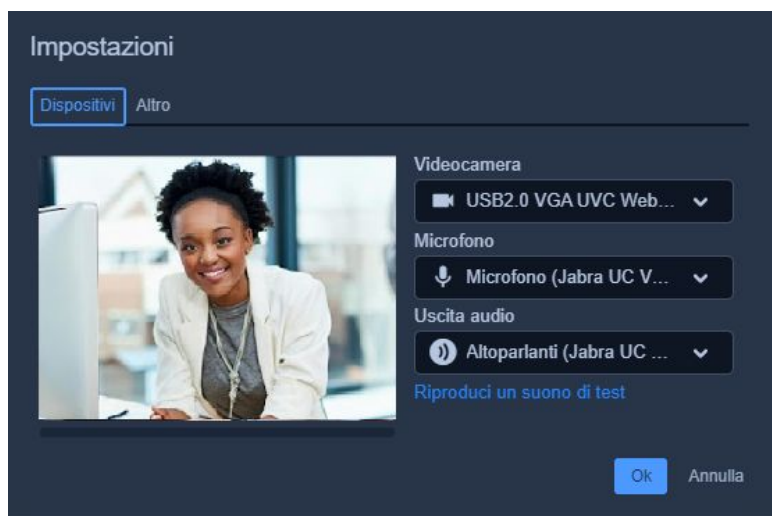 Impostazioni
Dispositivi Altro
Videocamera
USB2.0 VGA UVC Web...
Microfono
Microfono (Jabra UC V...
Uscita audio
Altoparlanti (Jabra UC ...
Riproduci un suono di test
Ok Annulla